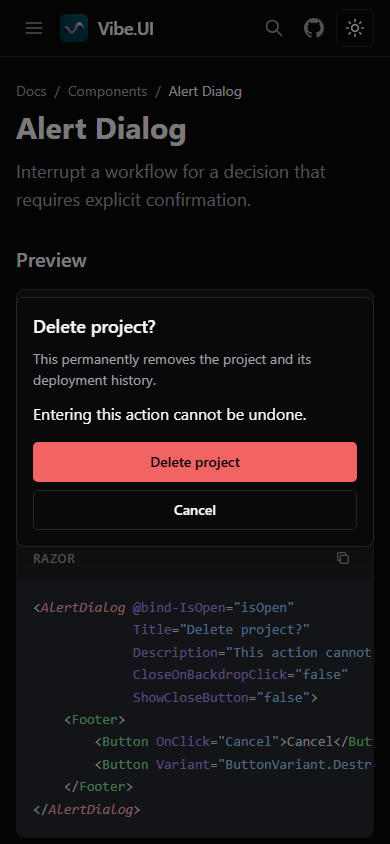 Vibe.UI
Docs / Components / Alert Dialog
Alert Dialog
Interrupt a workflow for a decision that
requires explicit confirmation.
Preview
Delete project?
This permanently removes the project and its
deployment history.
Entering this action cannot be undone.
Delete project
Cancel
RAZOR
<AlertDialog @bind-IsOpen="isOpen"
Title="Delete project?"
Description="This action cannot
CloseOnBackdropClick="false"
ShowCloseButton="false">
<Footer>
<Button OnClick="Cancel">Cancel</Butt
<Button Variant="ButtonVariant.Destr
</Footer>
</AlertDialog>